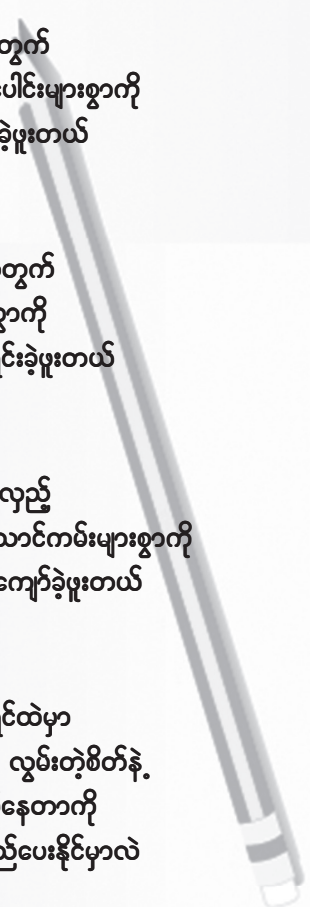 တွက်
ပေါင်းများစွာကို
ခဲ့ဖူးတယ်
တွက်
စွာကို
င်းခဲ့ဖူးတယ်
လှည့်
သောင်ကမ်းများစွာကို
ကျော်ခဲ့ဖူးတယ်
င်ထဲမှာ
လွမ်းတဲ့စိတ်နဲ့
နေတာကို
ည်ပေးနိုင်မှာလဲ